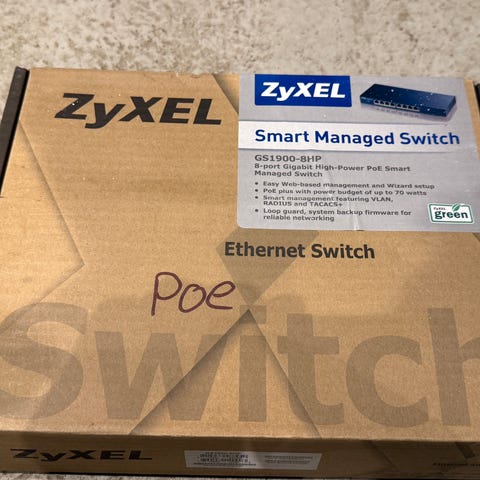 ZyXEL
ZyXEL
Smart Managed Switch
GS1900-8HP
8-port Gigabit High-Power PoE Smart
Managed Switch
• Easy Web-based management and Wizard setup
• PoE plus with power budget of up to 70 watts
• Smart management featuring VLAN,
RADIUS and TACACS+
• Loop guard, system backup firmware for
reliable networking
ZyXEL
green
Ethernet Switch
PoE
Switch
ZyXEL
Ethernet